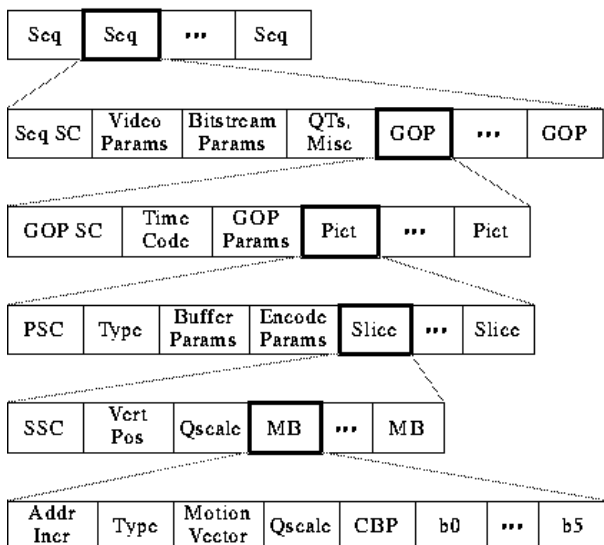 Seq Seq ... Seq
Seq SC Video Params Bitstream Params QTs, Misc GOP ... GOP
GOP SC Time Code GOP Params Pict ... Pict
PSC Type Buffer Params Encode Params Slice ... Slice
SSC Vert Pos Qscale MB ... MB
Addr Incr Type Motion Vector Qscale CBP b0 ... b5